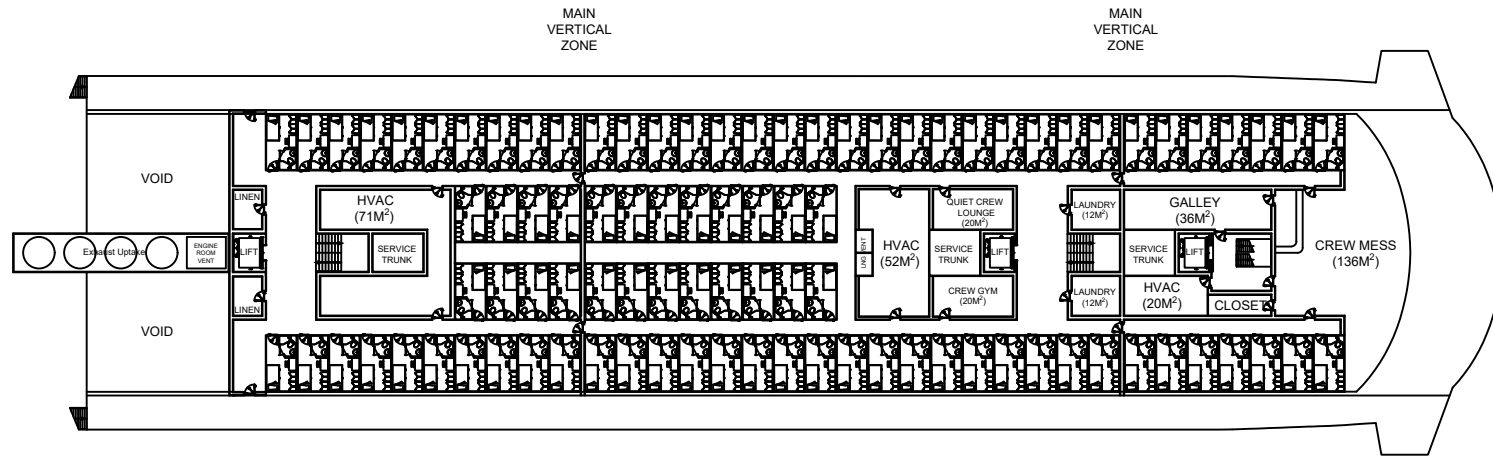 MAIN
VERTICAL
ZONE
MAIN
VERTICAL
ZONE
VOID
LINEN
HVAC
(71M²)
QUIET CREW
LOUNGE
(20M²)
LAUNDRY
(12M²)
GALLEY
(36M²)
Exhaust Uptake
ENGINE
ROOM
VENT
LIFT
SERVICE
TRUNK
LNG VENT
HVAC
(52M²)
SERVICE
TRUNK
LIFT
SERVICE
TRUNK
LIFT
CREW MESS
(136M²)
VOID
LINEN
CREW GYM
(20M²)
LAUNDRY
(12M²)
HVAC
(20M²)
CLOSET